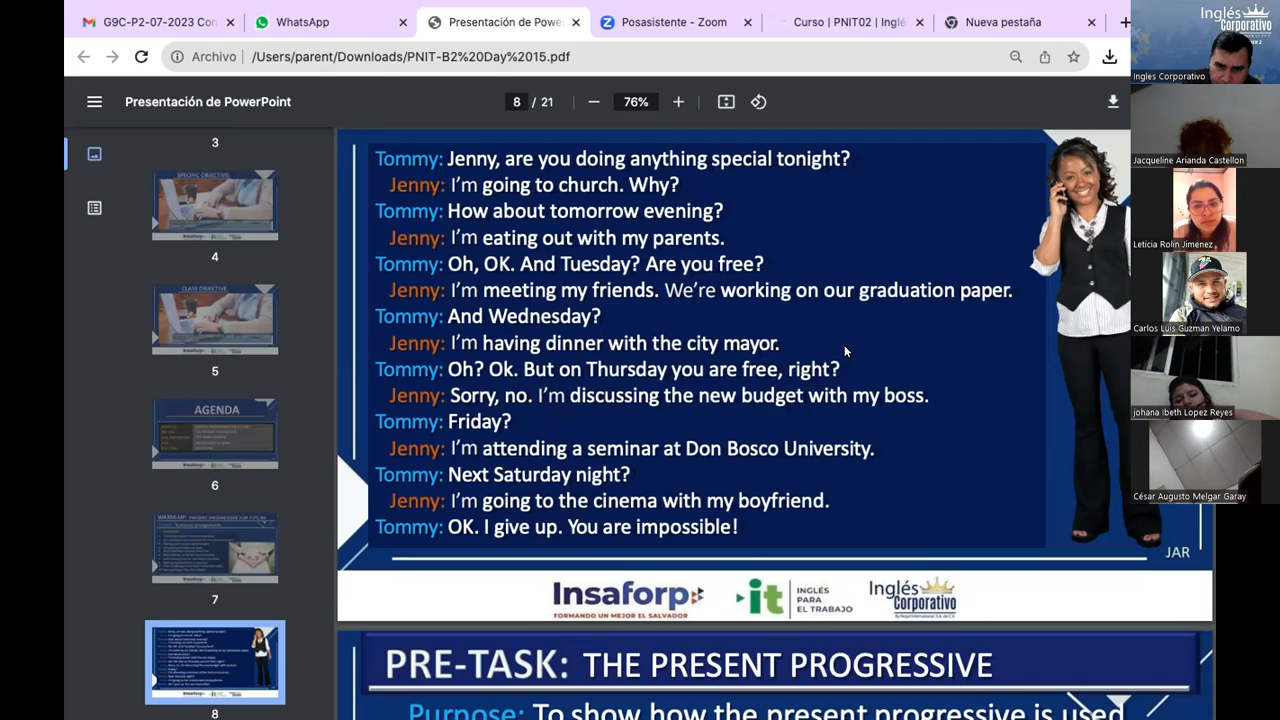 G9C-P2-07-2023 Con
WhatsApp
Presentación de Powe
Posasistente - Zoom
Curso | PNIT02 | Inglé
Nueva pestaña
Archivo
/Users/parent/Downloads/PNIT-B2%20Day%2015.pdf
Presentación de PowerPoint
8 / 21
76%
3
SPECIFIC OBJECTIVE:
4
CLASS OBJECTIVE:
5
AGENDA
6
7
8
Tommy: Jenny, are you doing anything special tonight?
Jenny: I'm going to church. Why?
Tommy: How about tomorrow evening?
Jenny: I'm eating out with my parents.
Tommy: Oh, OK. And Tuesday? Are you free?
Jenny: I'm meeting my friends. We're working on our graduation paper.
Tommy: And Wednesday?
Jenny: I'm having dinner with the city mayor.
Tommy: Oh? Ok. But on Thursday you are free, right?
Jenny: Sorry, no. I'm discussing the new budget with my boss.
Tommy: Friday?
Jenny: I'm attending a seminar at Don Bosco University.
Tommy: Next Saturday night?
Jenny: I'm going to the cinema with my boyfriend.
Tommy: OK. I give up. You are impossible!
JAR
Insaforp
FORMANDO UN MEJOR EL SALVADOR
it
INGLÉS
PARA
EL TRABAJO
Inglés
Corporativo
PRE-TASK: THE PRESENT PROGRESSIVE
Purpose: To show how the present progressive is used
Inglés
Corporativo
Ingles Corporativo
Jacqueline Arianda Castellon
Leticia Rolin Jimenez
Carlos Luis Guzman Yelamo
johana Ibeth Lopez Reyes
César Augusto Melgar Garay